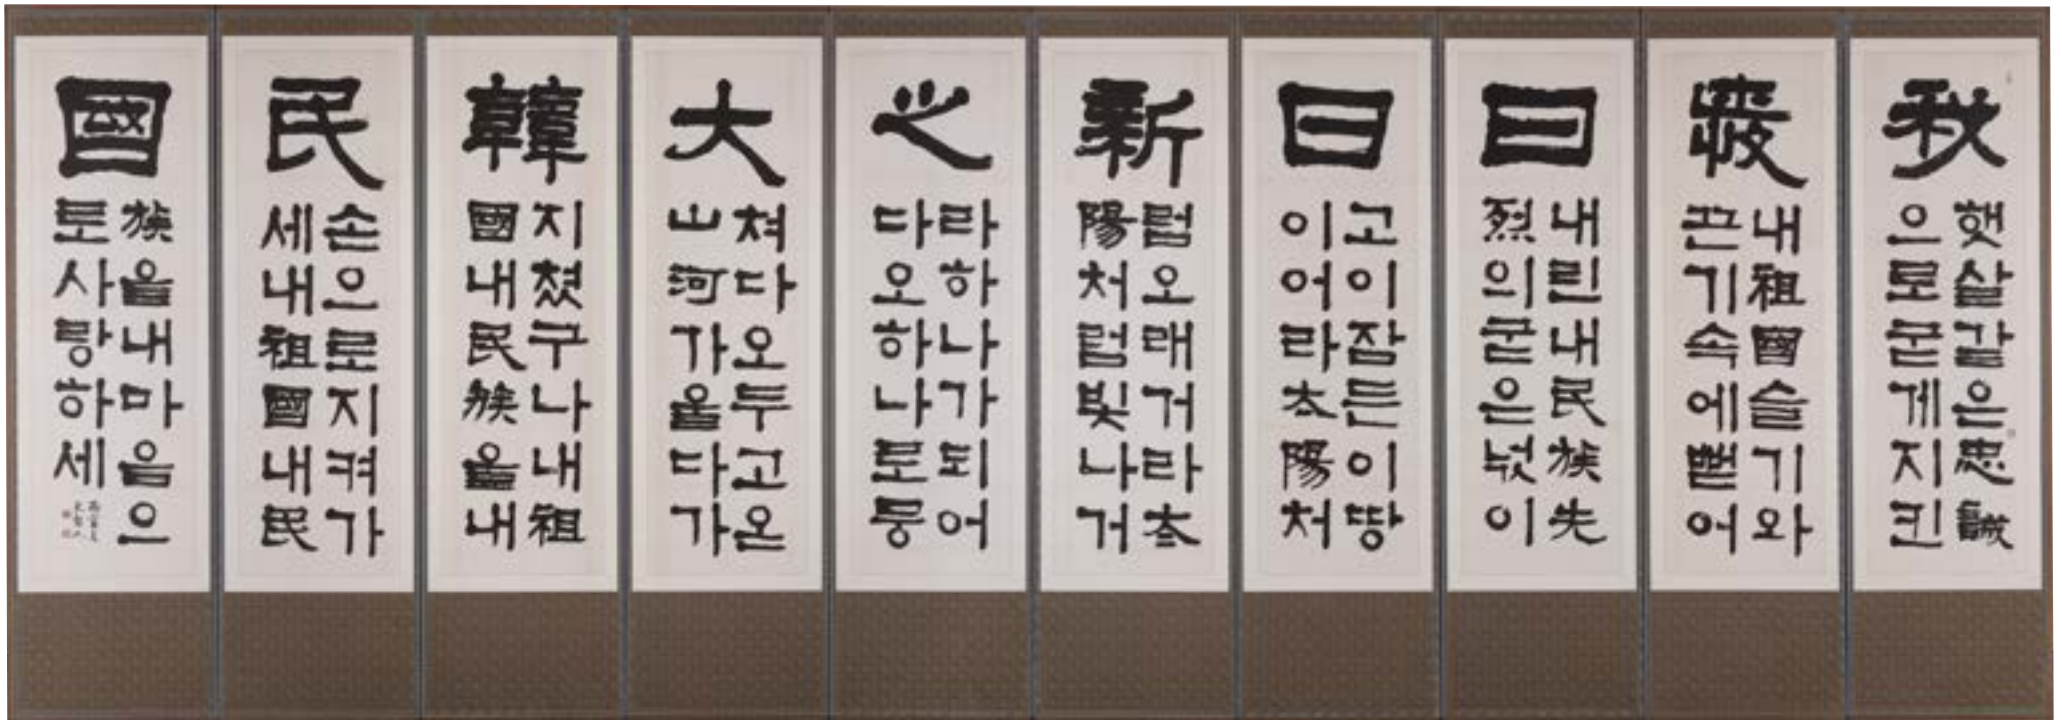 햇살같은忠誠
으로굳게지킨
내祖國슬기와
끈기속에뻗어
日
내린내民族先
烈의굳은넋이
日
고이잠든이땅
이어라太陽처
新
럼오래거라太
陽처럼빛나거
之
라하나가되어
다오하나로뭉
大
쳐다오두고온
山河가울다가
韓
지쳤구나내祖
國내民族을내
民
손으로지켜가
세내祖國내民
國
族을내마음으
로사랑하세